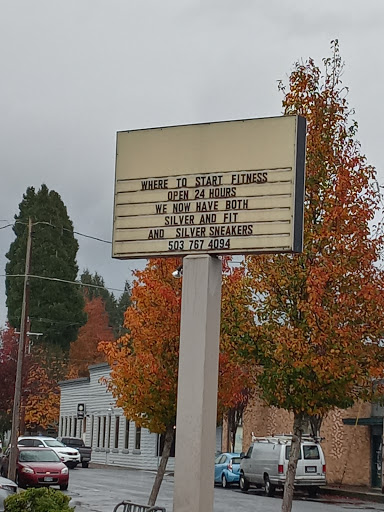 WHERE TO START FITNESS
OPEN 24 HOURS
WE NOW HAVE BOTH
SILVER AND FIT
AND SILVER SNEAKERS
503 767 4094